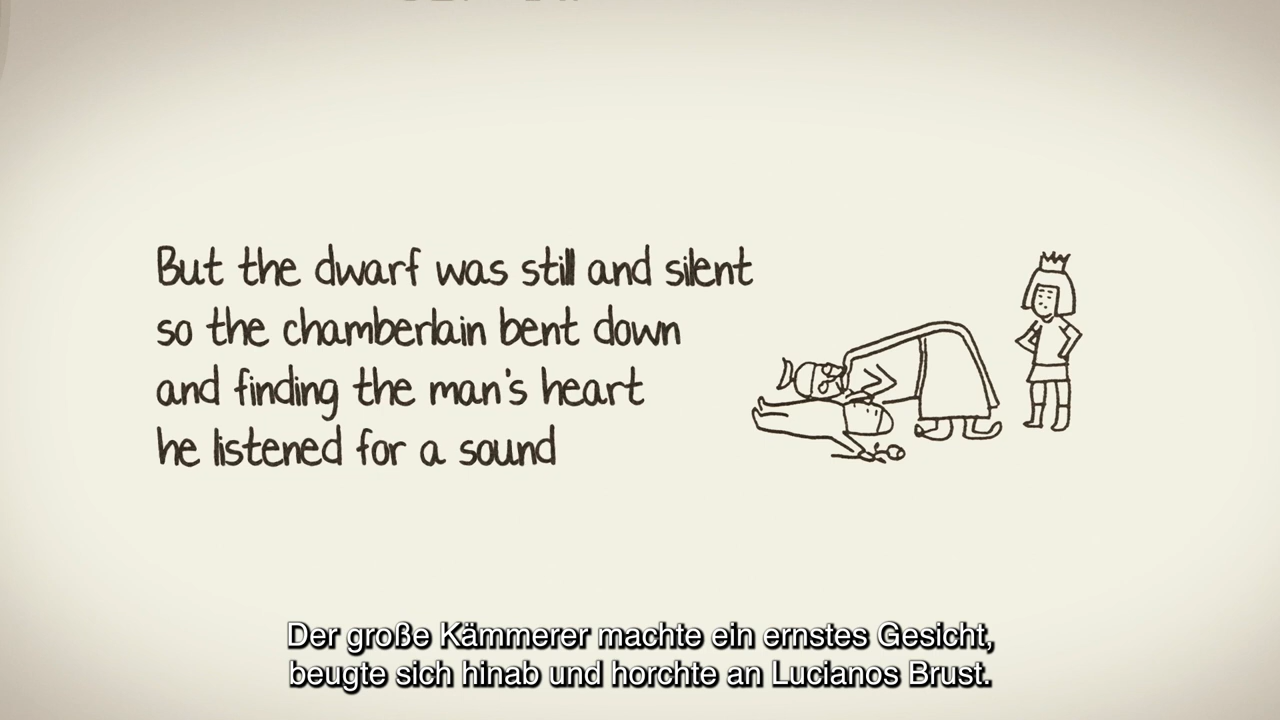 But the dwarf was still and silent
so the chamberlain bent down
and finding the man's heart
he listened for a sound
Der große Kämmerer machte ein ernstes Gesicht,
beugte sich hinab und horchte an Lucianos Brust.